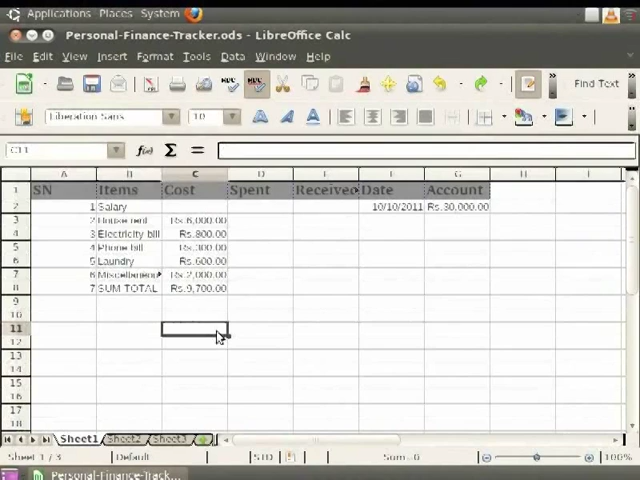 Applications Places System
Personal-Finance-Tracker.ods - LibreOffice Calc
File Edit View Insert Format Tools Data Window Help
Find Text
Liberation Sans 10
C11
A B C D E F G H I
1 SN Items Cost Spent Received Date Account
2 1 Salary 10/10/2011 Rs.30,000.00
3 2 House rent Rs.6,000.00
4 3 Electricity bill Rs.800.00
5 4 Phone bill Rs.300.00
6 5 Laundry Rs.600.00
7 6 Miscellaneou Rs.2,000.00
8 7 SUM TOTAL Rs.9,700.00
9
10
11
12
13
14
15
16
17
18
Sheet1 Sheet2 Sheet3
Sheet 1 / 3 Default STD Sum=0 100%
Personal-Finance-Track...